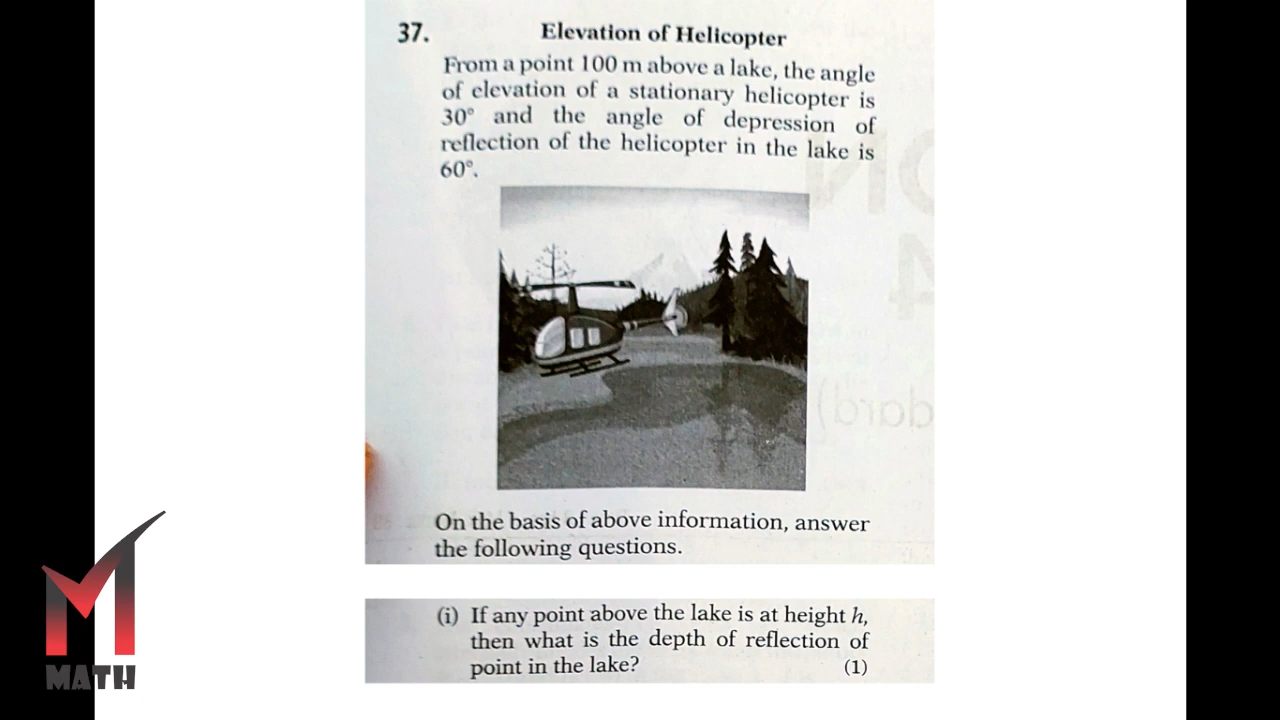 37. Elevation of Helicopter
From a point 100 m above a lake, the angle
of elevation of a stationary helicopter is
30° and the angle of depression of
reflection of the helicopter in the lake is
60°.
On the basis of above information, answer
the following questions.
(i) If any point above the lake is at height h,
then what is the depth of reflection of
point in the lake? (1)
M
MATH